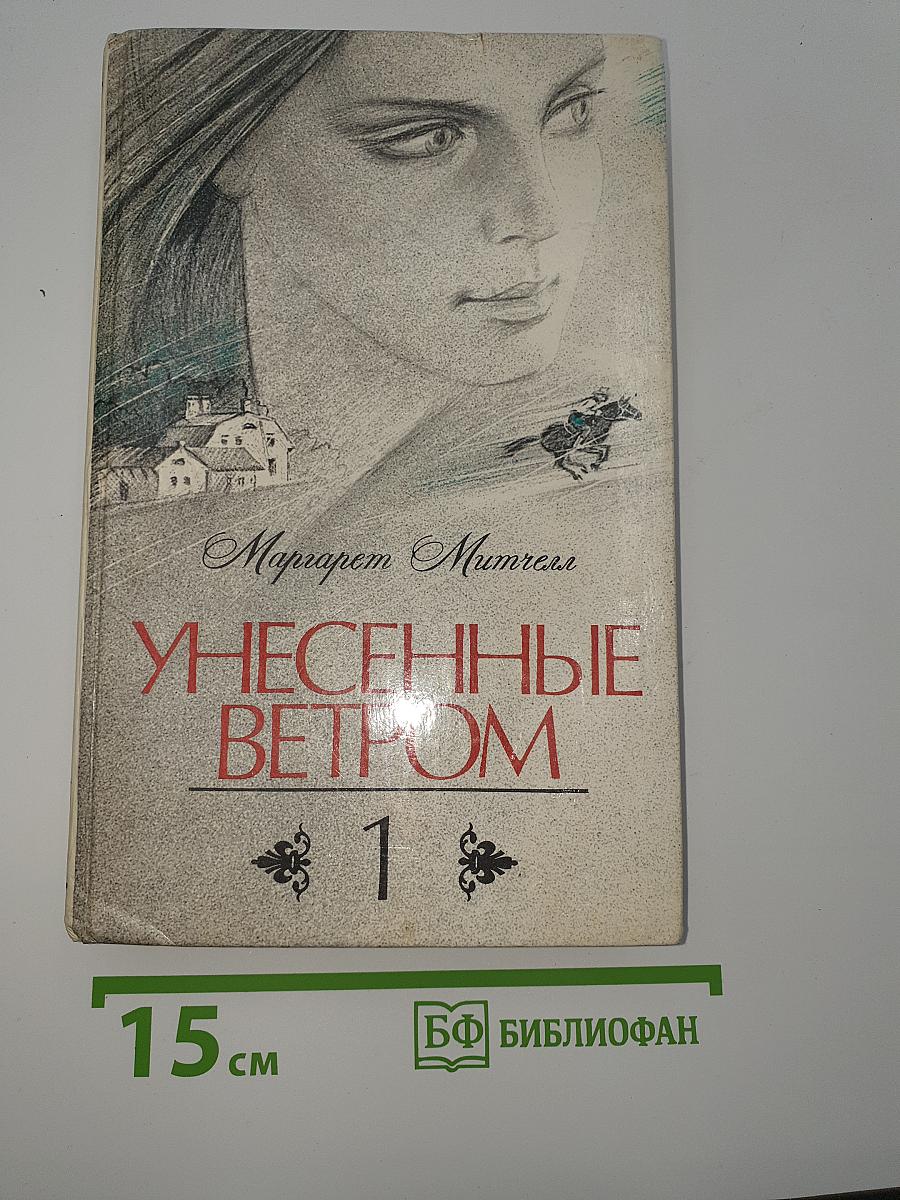 Маргарет Митчелл
УНЕСЕННЫЕ
ВЕТРОМ
1
15 см
БФ БИБЛИОФАН